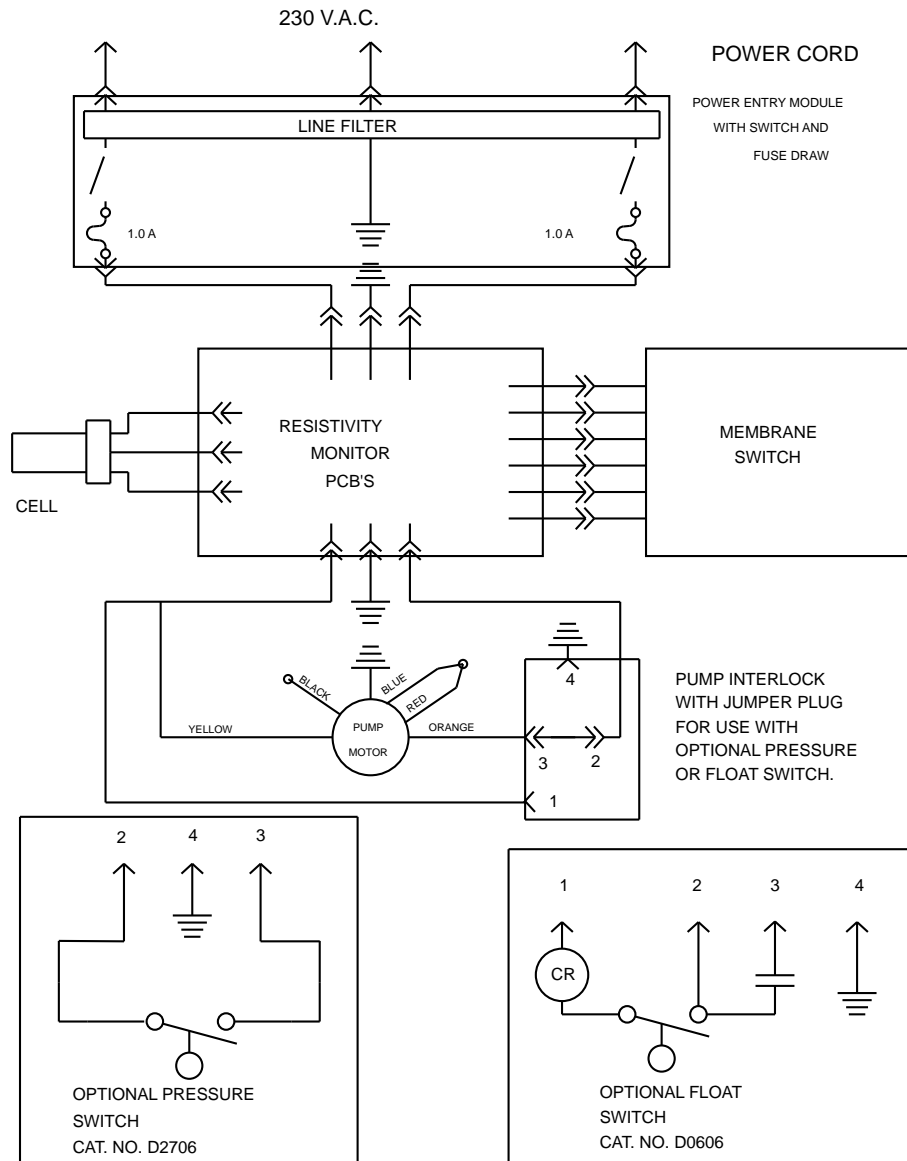 230 V.A.C.
POWER CORD
POWER ENTRY MODULE
WITH SWITCH AND
FUSE DRAW
LINE FILTER
1.0 A
1.0 A
RESISTIVITY
MONITOR
PCB'S
MEMBRANE
SWITCH
CELL
BLACK
BLUE
RED
YELLOW
PUMP
MOTOR
ORANGE
4
3
2
1
PUMP INTERLOCK
WITH JUMPER PLUG
FOR USE WITH
OPTIONAL PRESSURE
OR FLOAT SWITCH.
2
4
3
OPTIONAL PRESSURE
SWITCH
CAT. NO. D2706
1
2
3
4
CR
OPTIONAL FLOAT
SWITCH
CAT. NO. D0606